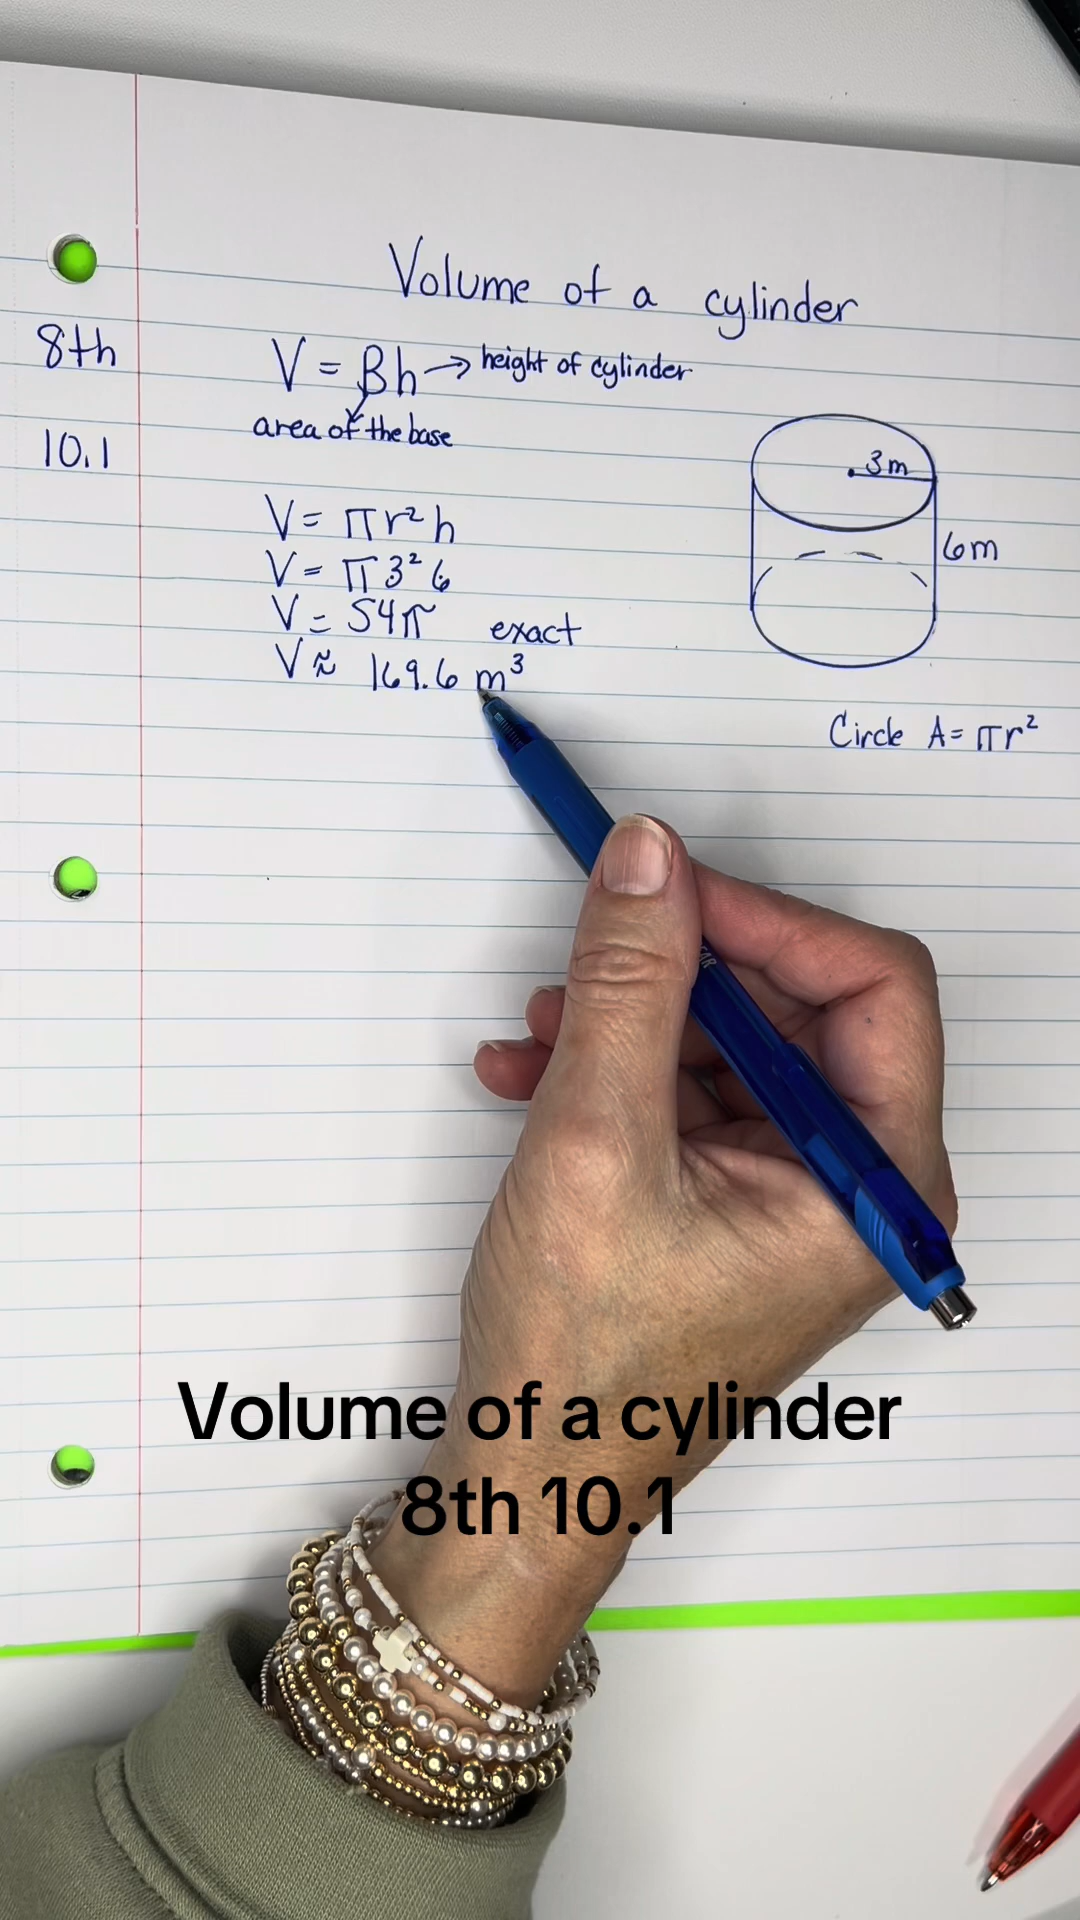 Volume of a cylinder
8th
V = Bh → height of cylinder
area of the base
10.1
3m
6m
V = πr²h
V = π3²6
V = 54π exact
V ≈ 169.6 m³
Circle A = πr²
Volume of a cylinder
8th 10.1